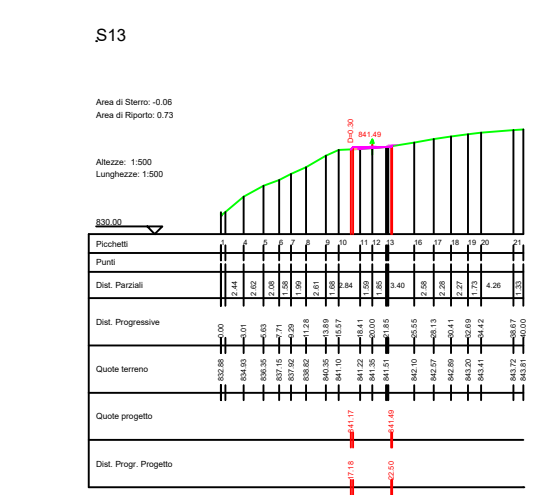 S13
Area di Sterro: -0.06
Area di Riporto: 0.73
D=0.30
841.49
Altezze: 1:500
Lunghezze: 1:500
830.00
Picchetti 1 4 5 6 7 8 9 10 11 12 13 16 17 18 19 20 21
Punti
Dist. Parziali 2.44 2.62 2.08 1.58 1.99 2.61 1.68 2.84 1.59 1.85 3.40 2.58 2.28 2.27 1.73 4.26 1.33
Dist. Progressive 0.00 3.01 5.63 7.71 9.29 11.28 13.89 15.57 18.41 20.00 21.85 25.55 28.13 30.41 32.69 34.42 38.67 40.00
Quote terreno 832.86 834.93 836.35 837.15 837.92 838.82 840.35 841.10 841.22 841.35 841.51 842.10 842.57 842.89 843.20 843.41 843.72 843.81
Quote progetto 841.17 841.49
Dist. Progr. Progetto 17.18 22.50